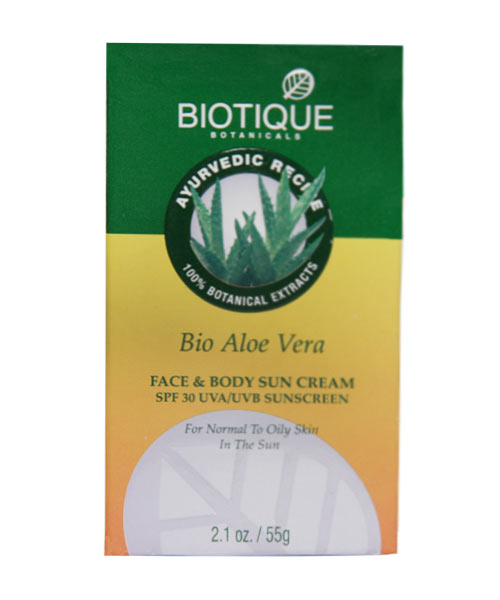 BIOTIQUE
BOTANICALS
AYURVEDIC RECIPE
100% BOTANICAL EXTRACTS
Bio Aloe Vera
FACE & BODY SUN CREAM
SPF 30 UVA/UVB SUNSCREEN
For Normal To Oily Skin
In The Sun
2.1 oz. / 55g